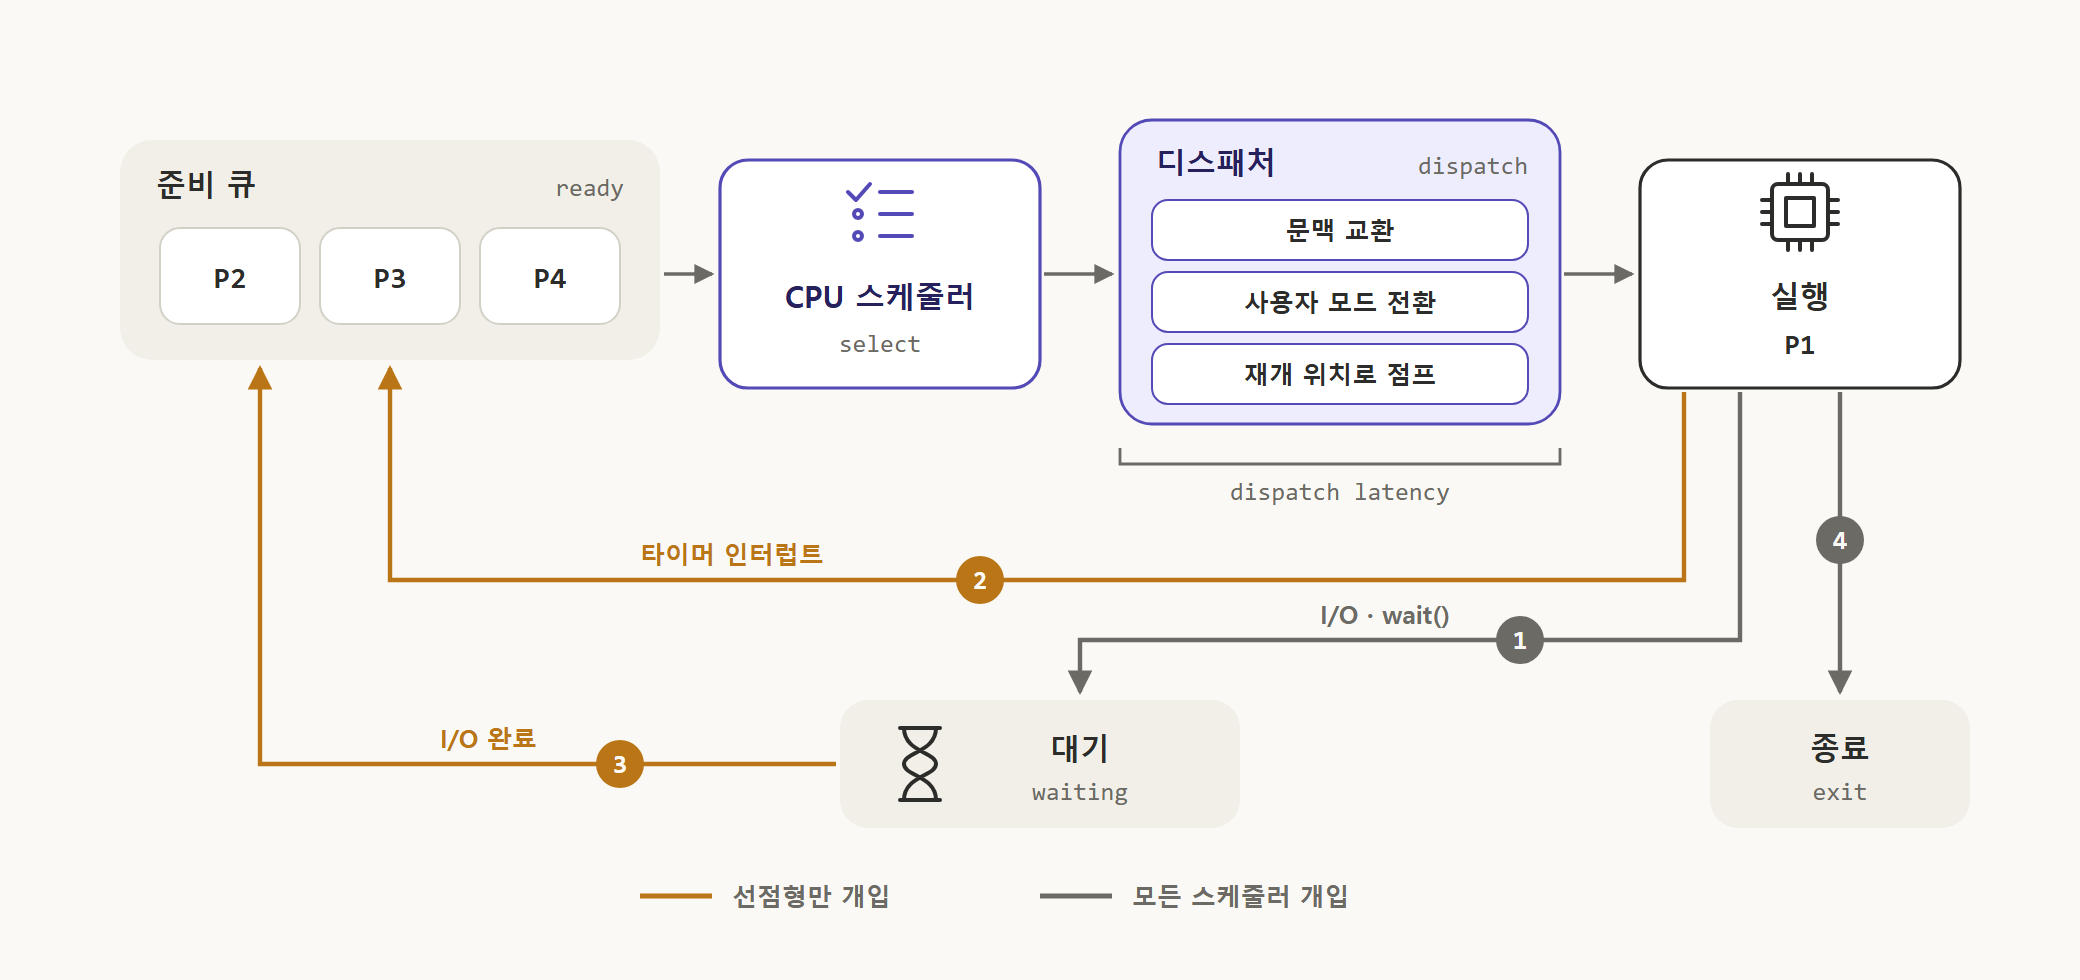 준비 큐
ready
P2
P3
P4
CPU 스케줄러
select
디스패처
dispatch
문맥 교환
사용자 모드 전환
재개 위치로 점프
dispatch latency
실행
P1
타이머 인터럽트
2
I/O · wait()
1
4
I/O 완료
3
대기
waiting
종료
exit
선점형만 개입
모든 스케줄러 개입